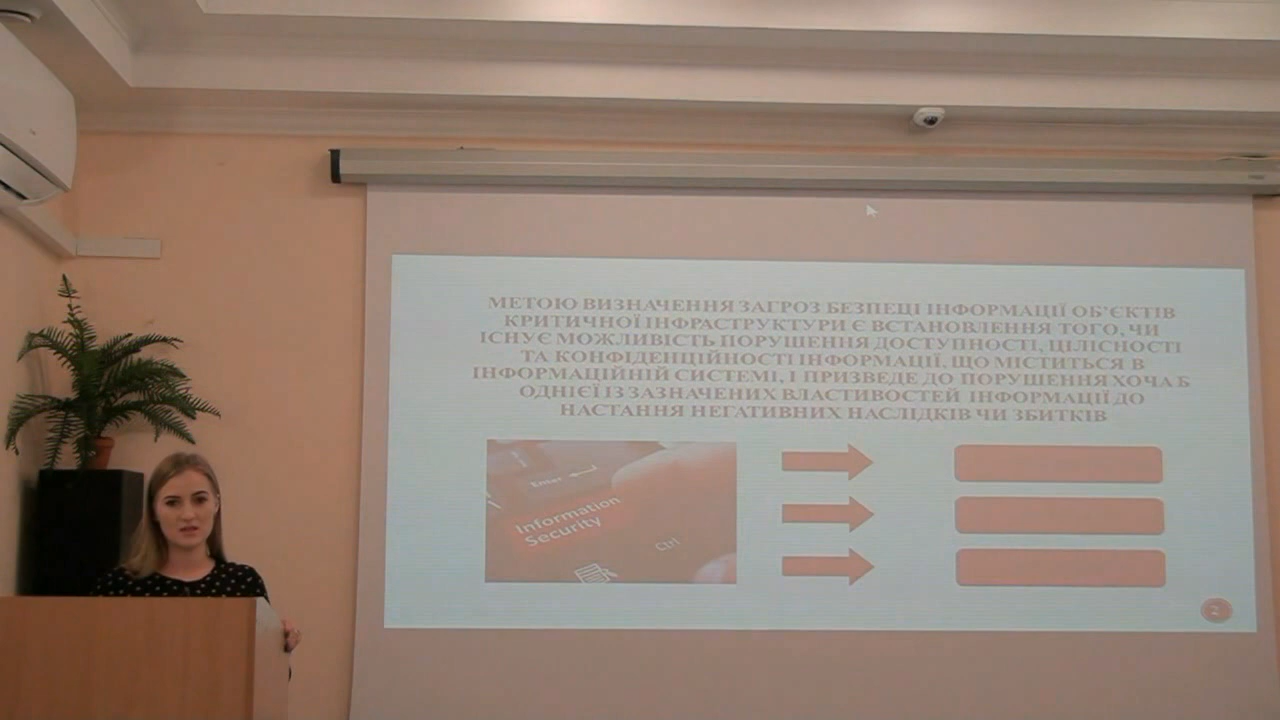 МЕТОЮ ВИЗНАЧЕННЯ ЗАГРОЗ БЕЗПЕЦІ ІНФОРМАЦІЇ ОБ'ЄКТІВ
КРИТИЧНОЇ ІНФРАСТРУКТУРИ Є ВСТАНОВЛЕННЯ ТОГО, ЧИ
ІСНУЄ МОЖЛИВІСТЬ ПОРУШЕННЯ ДОСТУПНОСТІ, ЦІЛІСНОСТІ
ТА КОНФІДЕНЦІЙНОСТІ ІНФОРМАЦІЇ, ЩО МІСТИТЬСЯ В
ІНФОРМАЦІЙНІЙ СИСТЕМІ, І ПРИЗВЕДЕ ДО ПОРУШЕННЯ ХОЧА Б
ОДНІЄЇ ІЗ ЗАЗНАЧЕНИХ ВЛАСТИВОСТЕЙ ІНФОРМАЦІЇ ДО
НАСТАННЯ НЕГАТИВНИХ НАСЛІДКІВ ЧИ ЗБИТКІВ
Enter
Information
Security
Ctrl
2